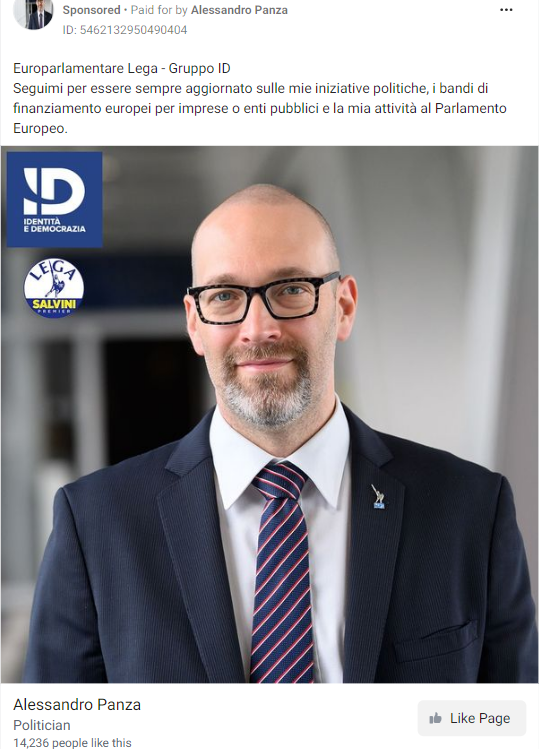 Sponsored • Paid for by Alessandro Panza
ID: 5462132950490404
Europarlamentare Lega - Gruppo ID
Seguimi per essere sempre aggiornato sulle mie iniziative politiche, i bandi di
finanziamento europei per imprese o enti pubblici e la mia attività al Parlamento
Europeo.
ID
IDENTITÀ
E DEMOCRAZIA
LEGA
SALVINI
PREMIER
Alessandro Panza
Politician
14,236 people like this
Like Page